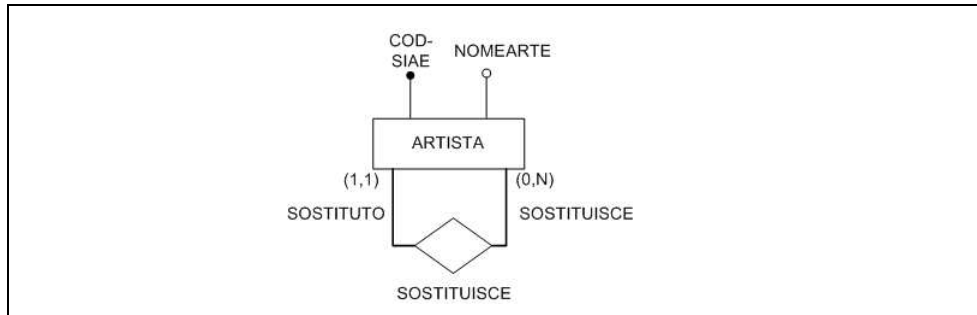 COD-
SIAE
NOMEARTE
ARTISTA
(1,1)
(0,N)
SOSTITUTO
SOSTITUISCE
SOSTITUISCE